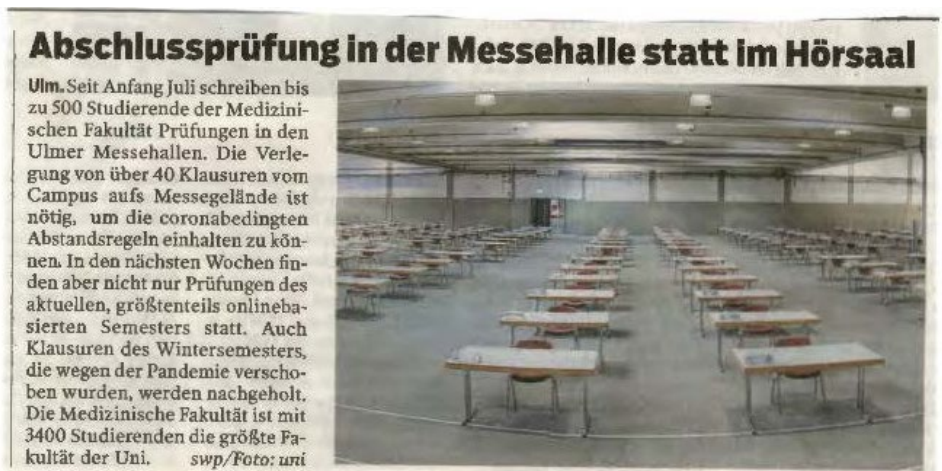 Abschlussprüfung in der Messehalle statt im Hörsaal
Ulm. Seit Anfang Juli schreiben bis
zu 500 Studierende der Medizini-
schen Fakultät Prüfungen in den
Ulmer Messehallen. Die Verle-
gung von über 40 Klausuren vom
Campus aufs Messegelände ist
nötig, um die coronabedingten
Abstandsregeln einhalten zu kön-
nen. In den nächsten Wochen fin-
den aber nicht nur Prüfungen des
aktuellen, größtenteils onlineba-
sierten Semesters statt. Auch
Klausuren des Wintersemesters,
die wegen der Pandemie verscho-
ben wurden, werden nachgeholt.
Die Medizinische Fakultät ist mit
3400 Studierenden die größte Fa-
kultät der Uni. swp/Foto: uni